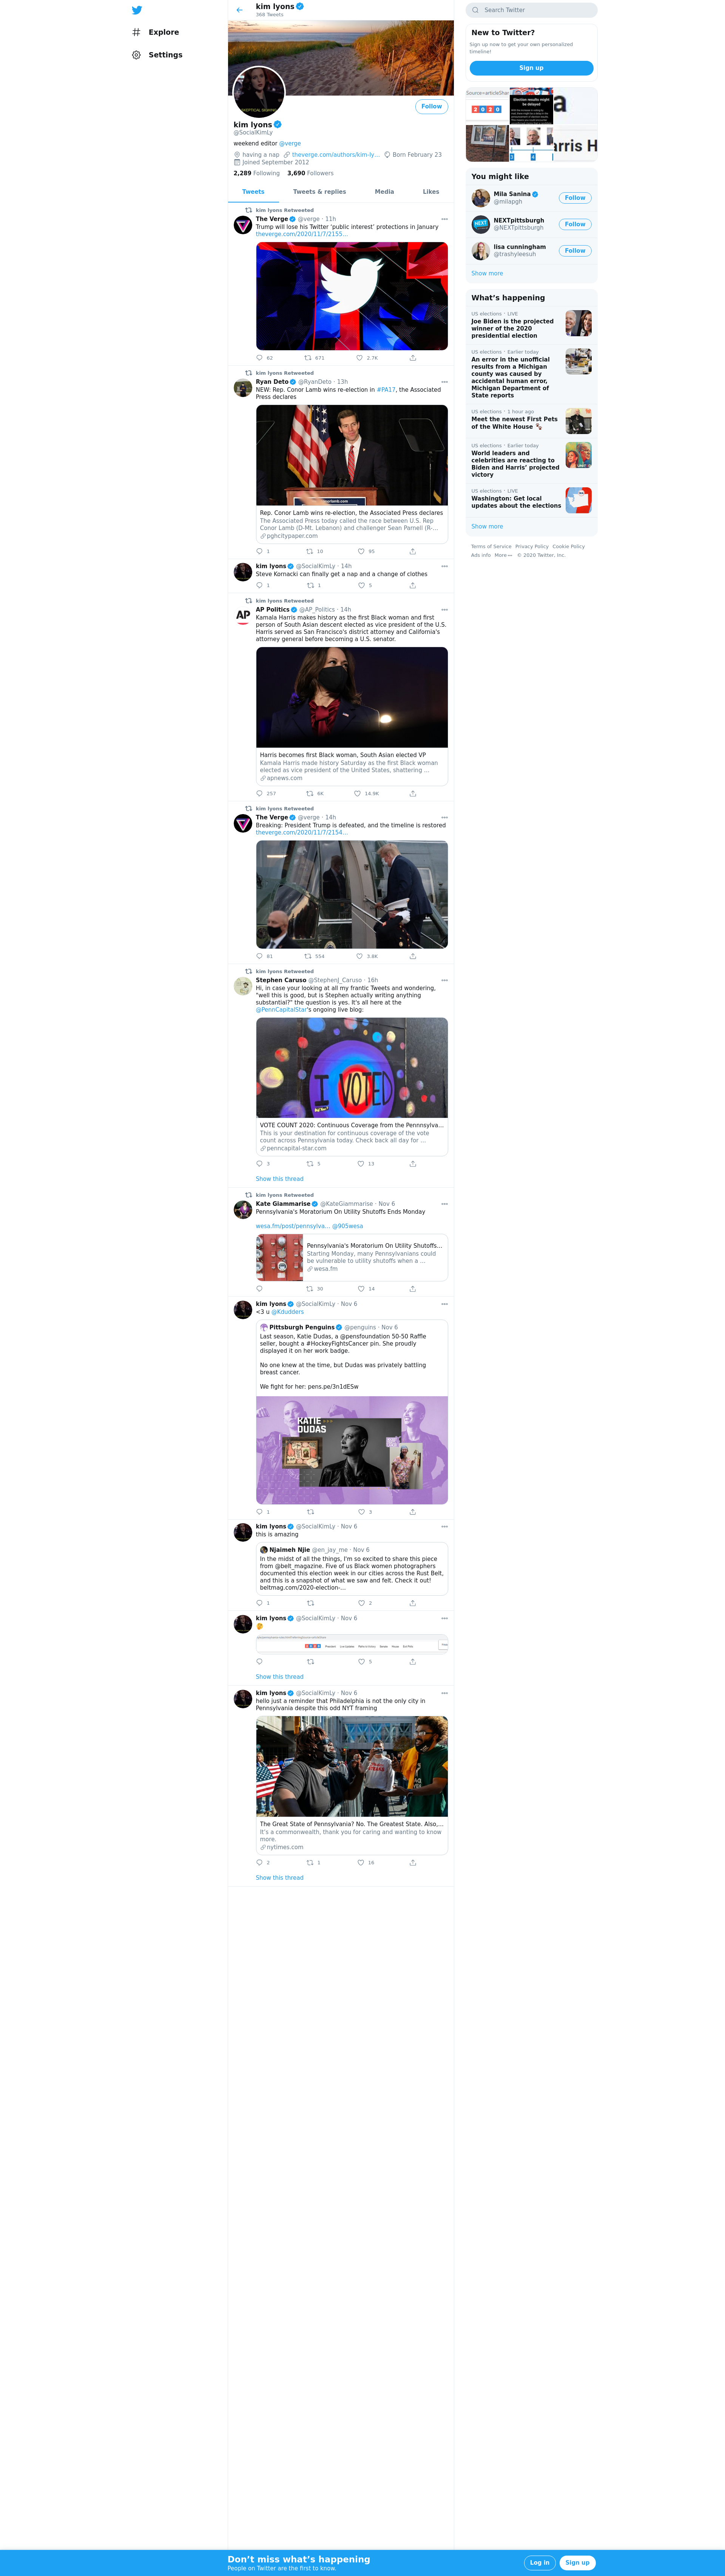 Explore
Settings
kim lyons
369 Tweets
Follow
kim lyons
@SocialKimLy
weekend editor @verge
having a nap theverge.com/authors/kim-ly… Born February 23
Joined September 2012
2,289 Following 3,690 Followers
Tweets Tweets & replies Media Likes
kim lyons Retweeted
The Verge @verge · 11h
Trump will lose his Twitter ‘public interest’ protections in January
theverge.com/2020/11/7/2155…
62 671 2.7K
kim lyons Retweeted
Ryan Deto @RyanDeto · 13h
NEW: Rep. Conor Lamb wins re-election in #PA17, the Associated
Press declares
Rep. Conor Lamb wins re-election, the Associated Press declares
The Associated Press today called the race between U.S. Rep
Conor Lamb (D-Mt. Lebanon) and challenger Sean Parnell (R-…
pghcitypaper.com
1 10 95
kim lyons @SocialKimLy · 14h
Steve Kornacki can finally get a nap and a change of clothes
1 1 5
kim lyons Retweeted
AP
AP Politics @AP_Politics · 14h
Kamala Harris makes history as the first Black woman and first
person of South Asian descent elected as vice president of the U.S.
Harris served as San Francisco's district attorney and California's
attorney general before becoming a U.S. senator.
Harris becomes first Black woman, South Asian elected VP
Kamala Harris made history Saturday as the first Black woman
elected as vice president of the United States, shattering …
apnews.com
257 6K 14.9K
kim lyons Retweeted
The Verge @verge · 14h
Breaking: President Trump is defeated, and the timeline is restored
theverge.com/2020/11/7/2154…
81 554 3.8K
kim lyons Retweeted
Stephen Caruso @StephenJ_Caruso · 16h
Hi, in case your looking at all my frantic Tweets and wondering,
"well this is good, but is Stephen actually writing anything
substantial?" the question is yes. It's all here at the
@PennCapitalStar's ongoing live blog:
I VOTED
VOTE COUNT 2020: Continuous Coverage from the Pennnsylva…
This is your destination for continuous coverage of the vote
count across Pennsylvania today. Check back all day for …
penncapital-star.com
3 5 13
Show this thread
kim lyons Retweeted
Kate Giammarise @KateGiammarise · Nov 6
Pennsylvania's Moratorium On Utility Shutoffs Ends Monday
wesa.fm/post/pennsylva… @905wesa
Pennsylvania's Moratorium On Utility Shutoffs…
Starting Monday, many Pennsylvanians could
be vulnerable to utility shutoffs when a …
wesa.fm
30 14
kim lyons @SocialKimLy · Nov 6
<3 u @Kdudders
Pittsburgh Penguins @penguins · Nov 6
Last season, Katie Dudas, a @pensfoundation 50-50 Raffle
seller, bought a #HockeyFightsCancer pin. She proudly
displayed it on her work badge.
No one knew at the time, but Dudas was privately battling
breast cancer.
We fight for her: pens.pe/3n1dESw
KATIE
DUDAS
1 3
kim lyons @SocialKimLy · Nov 6
this is amazing
Njaimeh Njie @en_jay_me · Nov 6
In the midst of all the things, I'm so excited to share this piece
from @belt_magazine. Five of us Black women photographers
documented this election week in our cities across the Rust Belt,
and this is a snapshot of what we saw and felt. Check it out!
beltmag.com/2020-election-…
1 2
kim lyons @SocialKimLy · Nov 6
2020
5
Show this thread
kim lyons @SocialKimLy · Nov 6
hello just a reminder that Philadelphia is not the only city in
Pennsylvania despite this odd NYT framing
The Great State of Pennsylvania? No. The Greatest State. Also,…
It's a commonwealth, thank you for caring and wanting to know
more.
nytimes.com
2 1 16
Show this thread
Search Twitter
New to Twitter?
Sign up now to get your own personalized
timeline!
Sign up
2020
Election results might
be delayed
a
arris H
You might like
Mila Sanina
@milapgh
Follow
NEXT
NEXTpittsburgh
@NEXTpittsburgh
Follow
lisa cunningham
@trashyleesuh
Follow
Show more
What’s happening
US elections · LIVE
Joe Biden is the projected
winner of the 2020
presidential election
US elections · Earlier today
An error in the unofficial
results from a Michigan
county was caused by
accidental human error,
Michigan Department of
State reports
US elections · 1 hour ago
Meet the newest First Pets
of the White House
US elections · Earlier today
World leaders and
celebrities are reacting to
Biden and Harris’ projected
victory
US elections · LIVE
Washington: Get local
updates about the elections
Show more
Terms of Service Privacy Policy Cookie Policy
Ads info More © 2020 Twitter, Inc.
Don’t miss what’s happening
People on Twitter are the first to know.
Log in Sign up